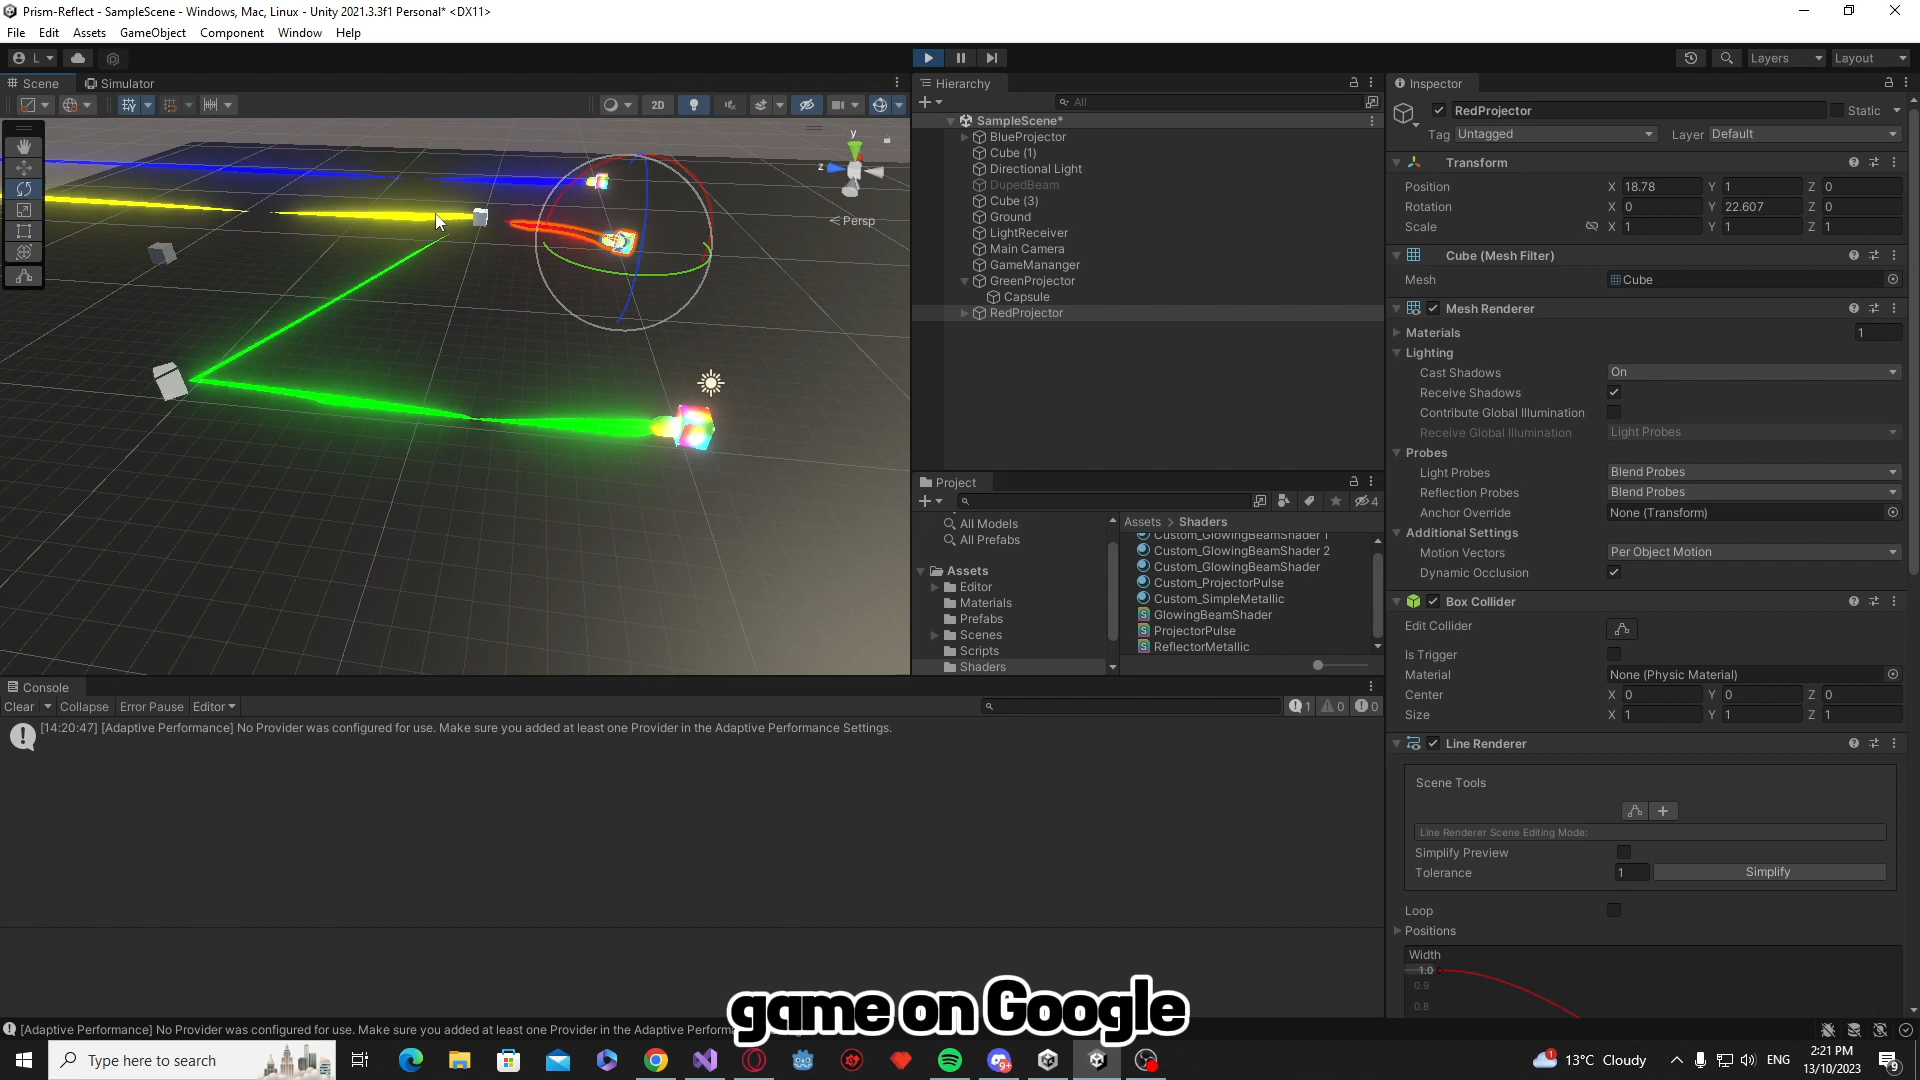 Prism-Reflect - SampleScene - Windows, Mac, Linux - Unity 2021.3.3f1 Personal* <DX11>
File Edit Assets GameObject Component Window Help
L
Layers Layout
Scene Simulator
2D
y
z
Persp
Hierarchy
All
SampleScene*
BlueProjector
Cube (1)
Directional Light
DupedBeam
Cube (3)
Ground
LightReceiver
Main Camera
GameMananger
GreenProjector
Capsule
RedProjector
Project
4
All Models
All Prefabs
Assets
Editor
Materials
Prefabs
Scenes
Scripts
Shaders
Assets > Shaders
Custom_GlowingBeamShader 1
Custom_GlowingBeamShader 2
Custom_GlowingBeamShader
Custom_ProjectorPulse
Custom_SimpleMetallic
GlowingBeamShader
ProjectorPulse
ReflectorMetallic
Inspector
RedProjector Static
Tag Untagged Layer Default
Transform
Position X 18.78 Y 1 Z 0
Rotation X 0 Y 22.607 Z 0
Scale X 1 Y 1 Z 1
Cube (Mesh Filter)
Mesh Cube
Mesh Renderer
Materials 1
Lighting
Cast Shadows On
Receive Shadows
Contribute Global Illumination
Receive Global Illumination Light Probes
Probes
Light Probes Blend Probes
Reflection Probes Blend Probes
Anchor Override None (Transform)
Additional Settings
Motion Vectors Per Object Motion
Dynamic Occlusion
Box Collider
Edit Collider
Is Trigger
Material None (Physic Material)
Center X 0 Y 0 Z 0
Size X 1 Y 1 Z 1
Line Renderer
Scene Tools
Line Renderer Scene Editing Mode:
Simplify Preview
Tolerance 1 Simplify
Loop
Positions
Width
1.0
0.9
0.8
Console
Clear Collapse Error Pause Editor
1 0 0
[14:20:47] [Adaptive Performance] No Provider was configured for use. Make sure you added at least one Provider in the Adaptive Performance Settings.
game on Google
[Adaptive Performance] No Provider was configured for use. Make sure you added at least one Provider in the Adaptive Perform
Type here to search
9+
1
13°C Cloudy
ENG
2:21 PM
13/10/2023
9